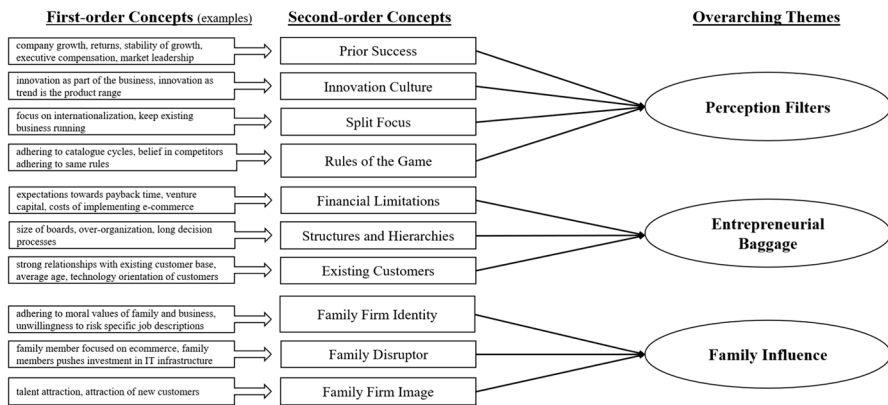 First-order Concepts (examples)
Second-order Concepts
Overarching Themes
company growth, returns, stability of growth,
executive compensation, market leadership
Prior Success
innovation as part of the business, innovation as
trend is the product range
Innovation Culture
focus on internationalization, keep existing
business running
Split Focus
adhering to catalogue cycles, belief in competitors
adhering to same rules
Rules of the Game
Perception Filters
expectations towards payback time, venture
capital, costs of implementing e-commerce
Financial Limitations
size of boards, over-organization, long decision
processes
Structures and Hierarchies
strong relationships with existing customer base,
average age, technology orientation of customers
Existing Customers
Entrepreneurial
Baggage
adhering to moral values of family and business,
unwillingness to risk specific job descriptions
Family Firm Identity
family member focused on ecommerce, family
members pushes investment in IT infrastructure
Family Disruptor
talent attraction, attraction of new customers
Family Firm Image
Family Influence